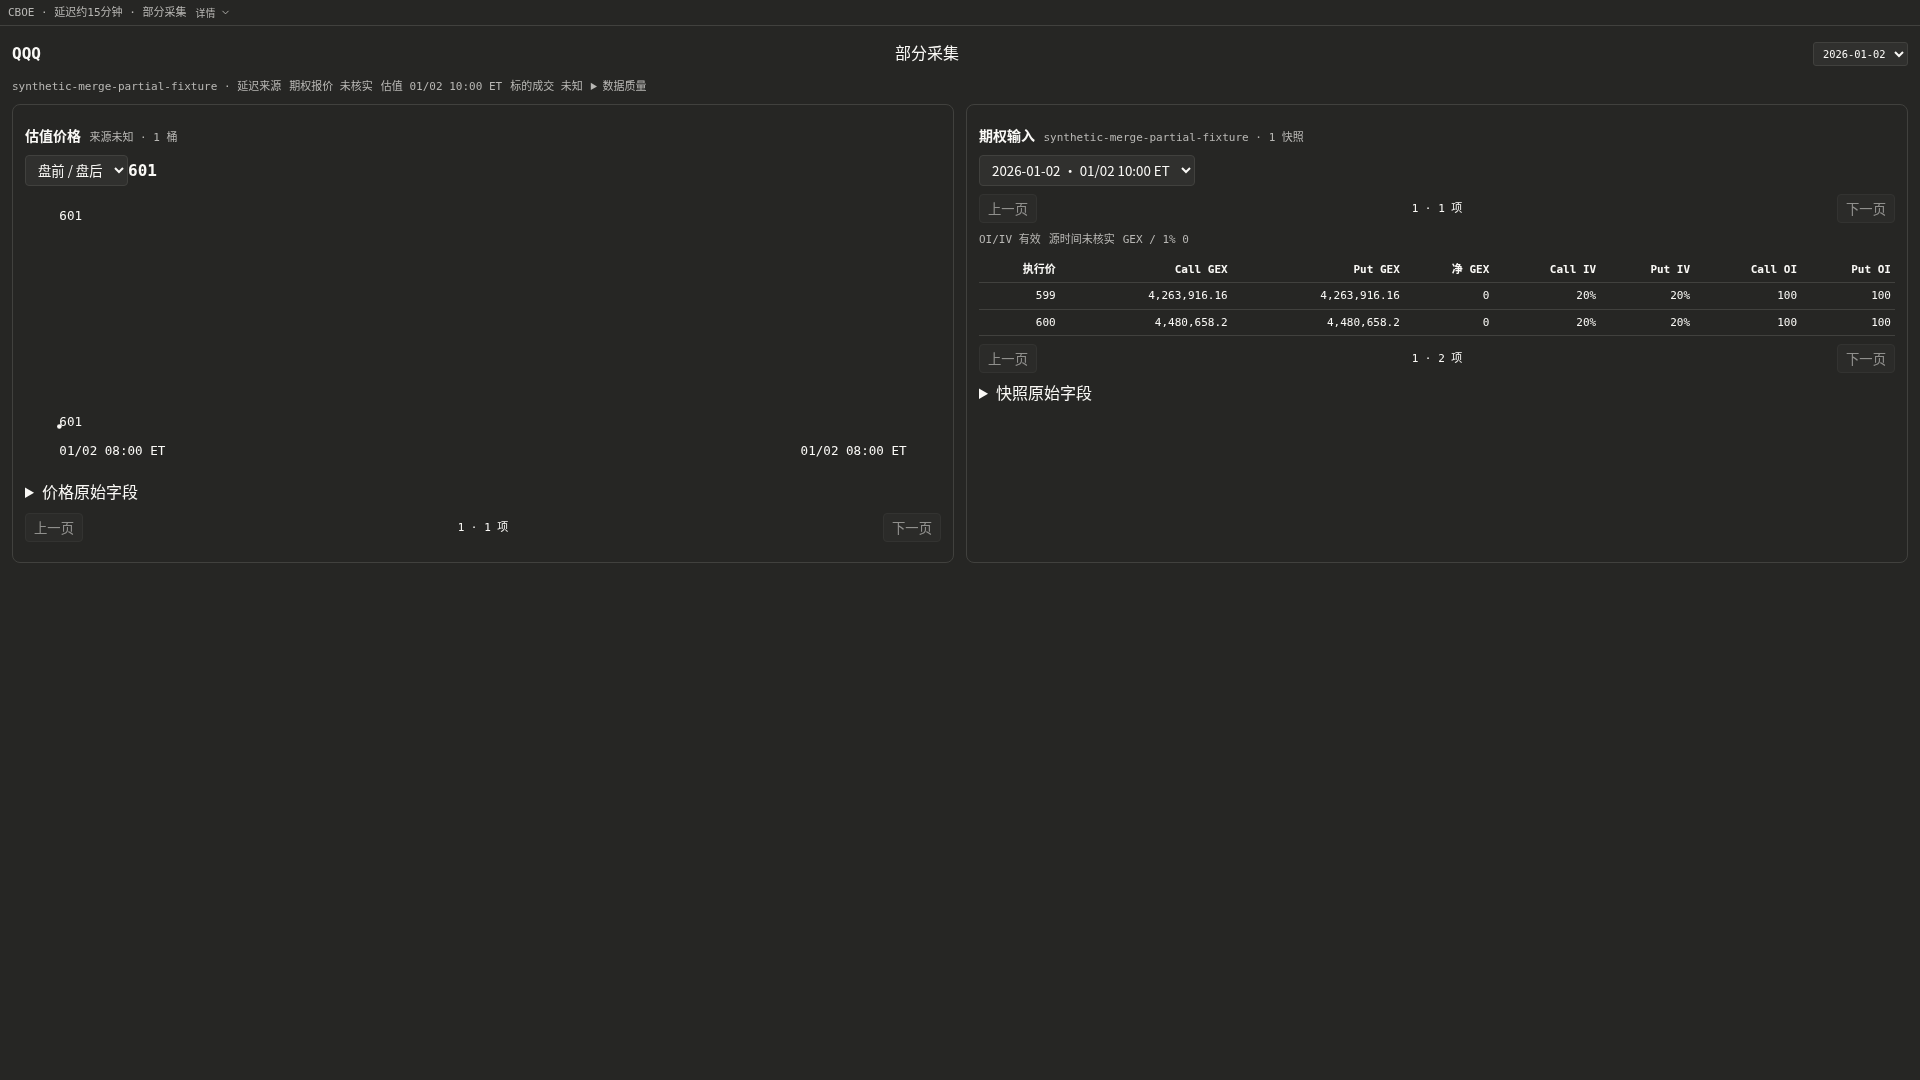 CBOE · 延迟约15分钟 · 部分采集 详情
QQQ
部分采集
2026-01-02
synthetic-merge-partial-fixture · 延迟来源 期权报价 未核实 估值 01/02 10:00 ET 标的成交 未知 ▶ 数据质量
估值价格 来源未知 · 1 桶
盘前 / 盘后 601
601
601
01/02 08:00 ET 01/02 08:00 ET
▶ 价格原始字段
上一页 1 · 1 项 下一页
期权输入 synthetic-merge-partial-fixture · 1 快照
2026-01-02 • 01/02 10:00 ET
上一页 1 · 1 项 下一页
OI/IV 有效 源时间未核实 GEX / 1% 0
执行价 Call GEX Put GEX 净 GEX Call IV Put IV Call OI Put OI
599 4,263,916.16 4,263,916.16 0 20% 20% 100 100
600 4,480,658.2 4,480,658.2 0 20% 20% 100 100
上一页 1 · 2 项 下一页
▶ 快照原始字段